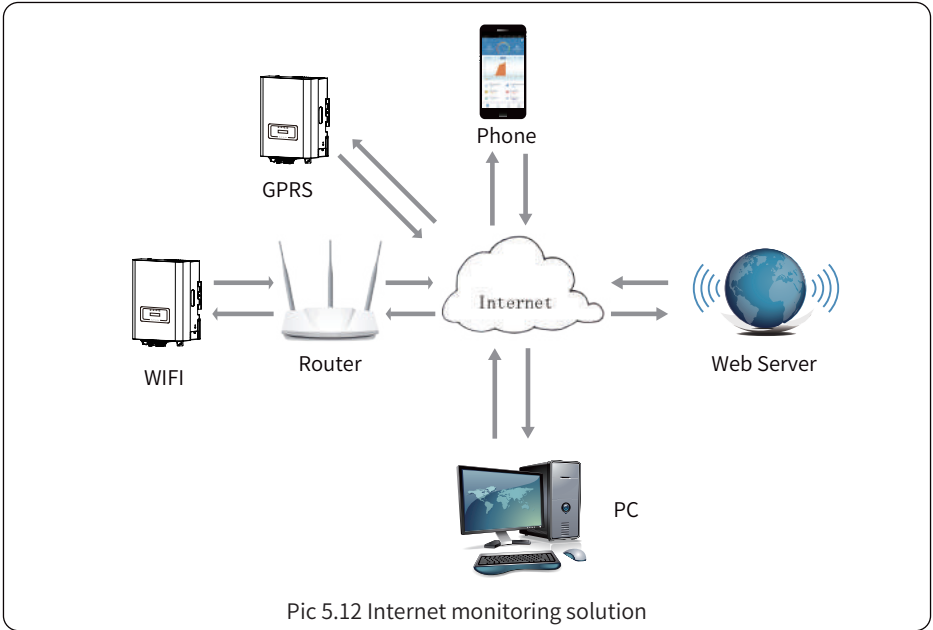 Phone
GPRS
Internet
WIFI
Router
Web Server
PC
Pic 5.12 Internet monitoring solution